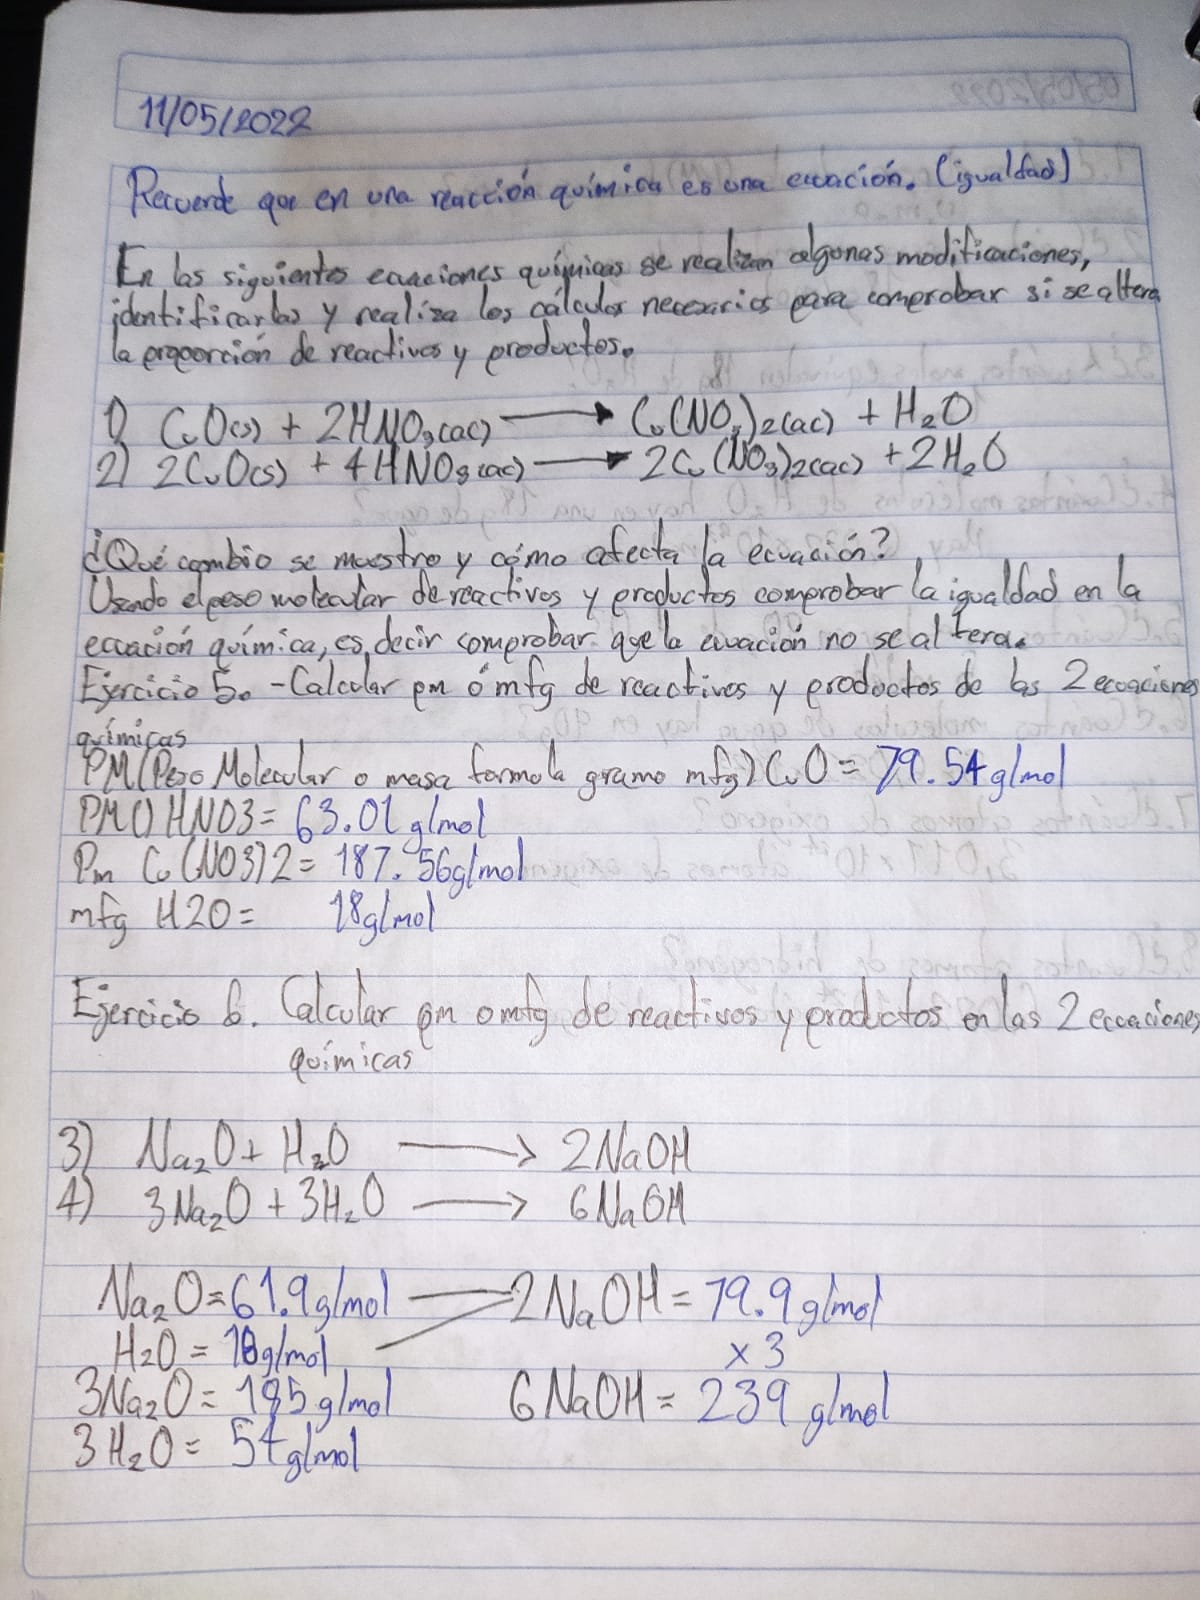 11/05/2022
Recuerde que en una reacción química es una ecuación. (igualdad)
En las siguientes ecuaciones químicas se realizan algunas modificaciones,
identificarlas y realiza los cálculos necesarios para comprobar si se altera
la proporción de reactivos y productos.
1) CuO(s) + 2HNO3(ac) → Cu(NO3)2(ac) + H2O
2) 2CuO(s) + 4HNO3(ac) → 2Cu(NO3)2(ac) + 2H2O
¿Qué cambio se muestra y cómo afecta la ecuación?
Usando el peso molecular de reactivos y productos comprobar la igualdad en la
ecuación química, es decir comprobar que la ecuación no se altera.
Ejercicio 5. - Calcular pm ó mfg de reactivos y productos de las 2 ecuaciones
químicas
PM(Peso Molecular o masa formula gramo mfg) CuO = 79.54 g/mol
PM() HNO3 = 63.01 g/mol
Pm Cu(NO3)2 = 187.56g/mol
mfg H2O = 18g/mol
Ejercicio 6. Calcular pm o mfg de reactivos y productos en las 2 ecuaciones
químicas
3) Na2O + H2O → 2NaOH
4) 3Na2O + 3H2O → 6NaOH
Na2O = 61.9g/mol 2NaOH = 79.9g/mol
H2O = 18g/mol x 3
3Na2O = 185g/mol 6NaOH = 239 g/mol
3H2O = 54g/mol